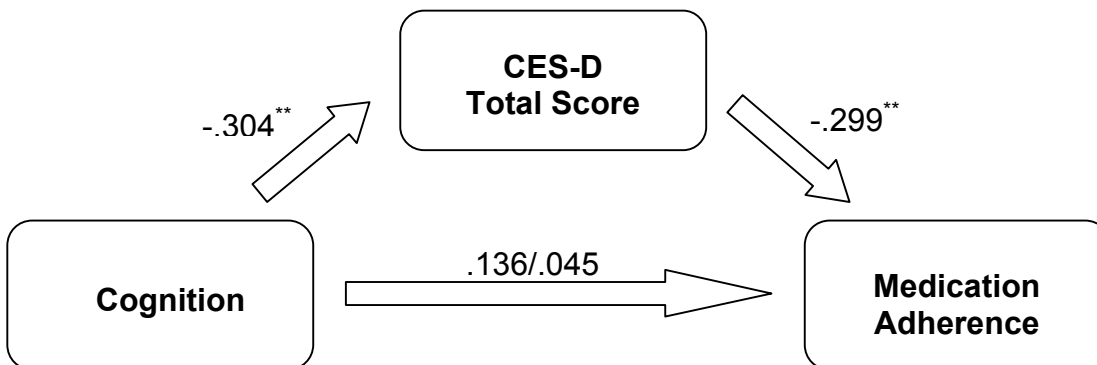 CES-D
Total Score
-.304**
-.299**
.136/.045
Cognition
Medication
Adherence